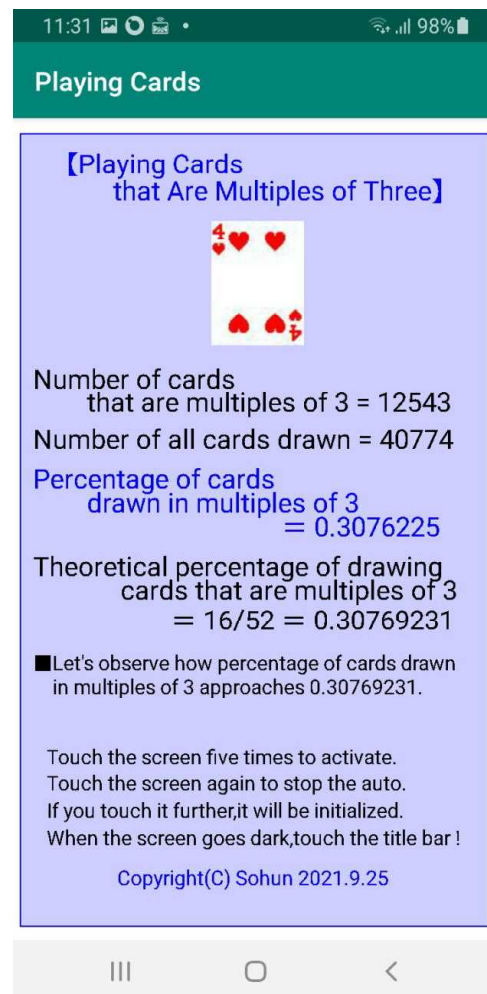 11:31 98%
Playing Cards
【Playing Cards
that Are Multiples of Three】
4
4
Number of cards
that are multiples of 3 = 12543
Number of all cards drawn = 40774
Percentage of cards
drawn in multiples of 3
= 0.3076225
Theoretical percentage of drawing
cards that are multiples of 3
= 16/52 = 0.30769231
■Let's observe how percentage of cards drawn
in multiples of 3 approaches 0.30769231.
Touch the screen five times to activate.
Touch the screen again to stop the auto.
If you touch it further,it will be initialized.
When the screen goes dark,touch the title bar !
Copyright(C) Sohun 2021.9.25